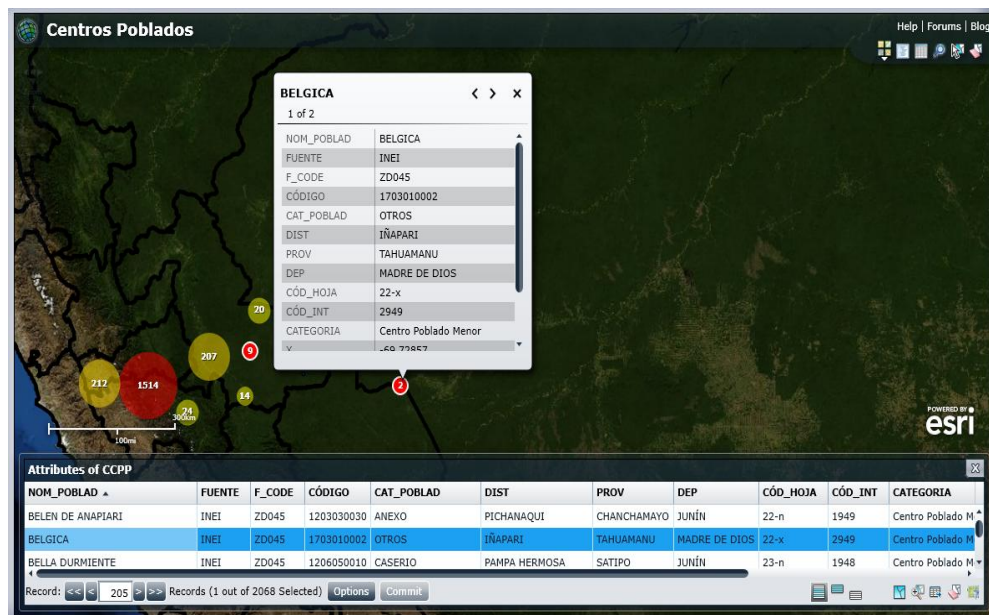 Centros Poblados
Help | Forums | Blog
BELGICA
1 of 2
NOM_POBLAD BELGICA
FUENTE INEI
F_CODE ZD045
CÓDIGO 1703010002
CAT_POBLAD OTROS
DIST IÑAPARI
PROV TAHUAMANU
DEP MADRE DE DIOS
CÓD_HOJA 22-x
CÓD_INT 2949
CATEGORIA Centro Poblado Menor
X -69.72857
20
9
207
212
1514
14
24
2
300km
100mi
POWERED BY
esri
Attributes of CCPP
NOM_POBLAD FUENTE F_CODE CÓDIGO CAT_POBLAD DIST PROV DEP CÓD_HOJA CÓD_INT CATEGORIA
BELEN DE ANAPIARI INEI ZD045 1203030030 ANEXO PICHANAQUI CHANCHAMAYO JUNÍN 22-n 1949 Centro Poblado M
BELGICA INEI ZD045 1703010002 OTROS IÑAPARI TAHUAMANU MADRE DE DIOS 22-x 2949 Centro Poblado M
BELLA DURMIENTE INEI ZD045 1206050010 CASERIO PAMPA HERMOSA SATIPO JUNÍN 23-n 1948 Centro Poblado M
Record: << < 205 > >> Records (1 out of 2068 Selected) Options Commit